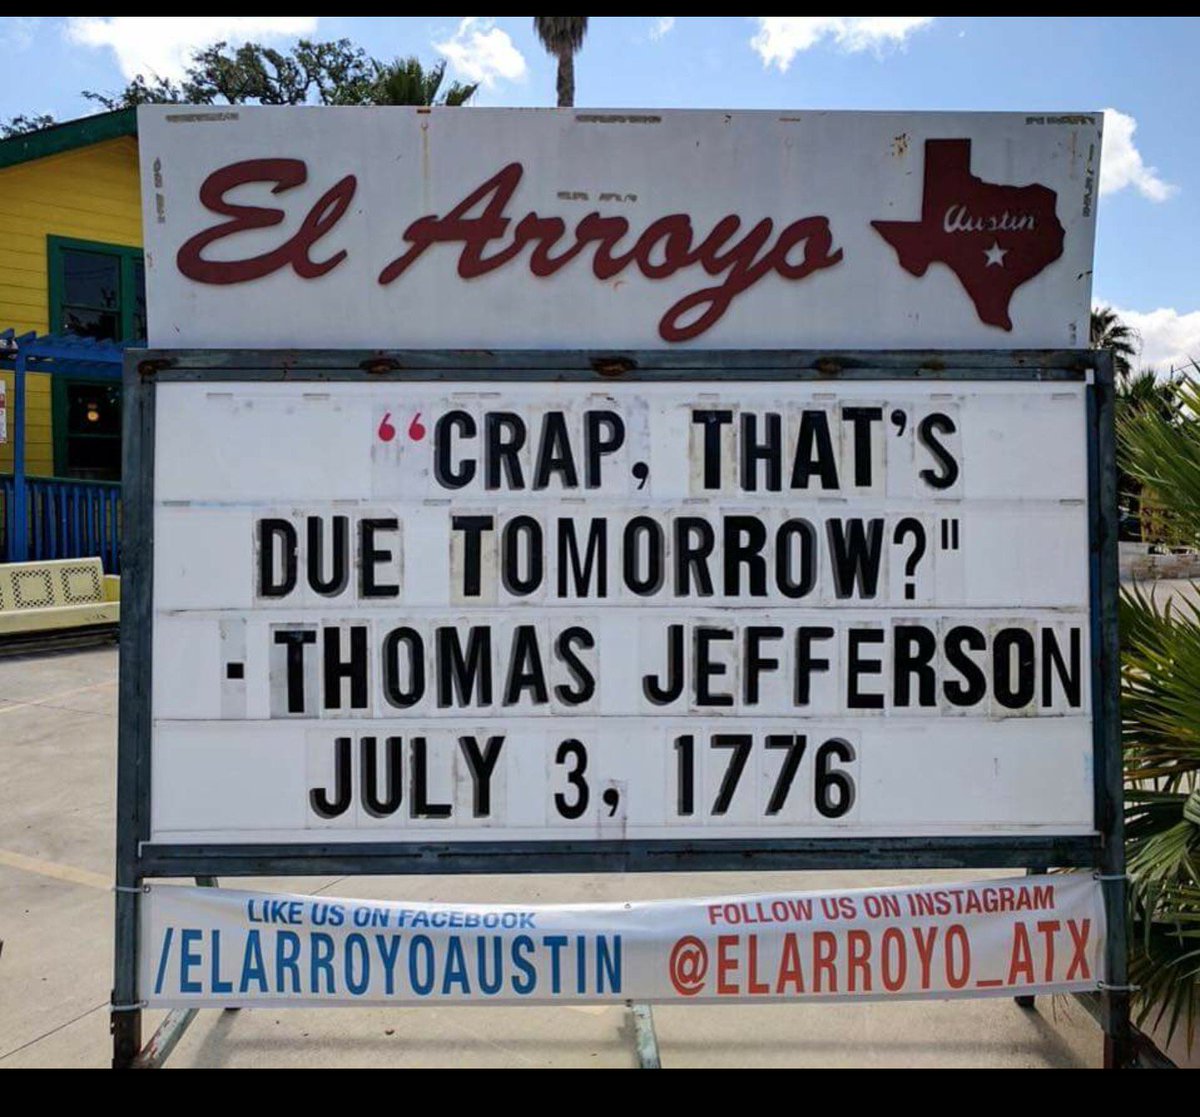 El Arroyo
Austin
“CRAP, THAT'S
DUE TOMORROW?"
- THOMAS JEFFERSON
JULY 3, 1776
LIKE US ON FACEBOOK
/ELARROYOAUSTIN
FOLLOW US ON INSTAGRAM
@ELARROYO_ATX